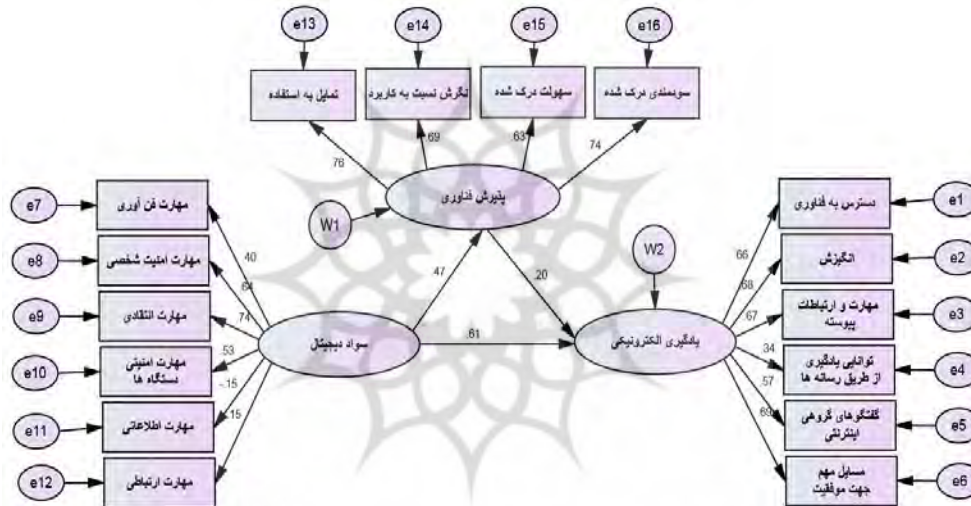 e13
e14
e15
e16
تمایل به استفاده
نگرش نسبت به کاربرد
سهولت درک شده
سودمندی درک شده
.76
.69
.63
.74
پذیرش فناوری
W1
W2
e7
مهارت فن آوری
e8
مهارت امنیت شخصی
e9
مهارت انتقادی
e10
مهارت امنیتی
دستگاه ها
e11
مهارت اطلاعاتی
e12
مهارت ارتباطی
.40
.64
.74
.53
-.15
.15
سواد دیجیتال
.47
.20
.61
یادگیری الکترونیکی
.66
.68
.67
.34
.57
.69
دسترس به فناوری
e1
انگیزش
e2
مهارت و ارتباطات
پیوسته
e3
توانایی یادگیری
از طریق رسانه ها
e4
گفتگوهای گروهی
اینترنتی
e5
مسایل مهم
جهت موفقیت
e6